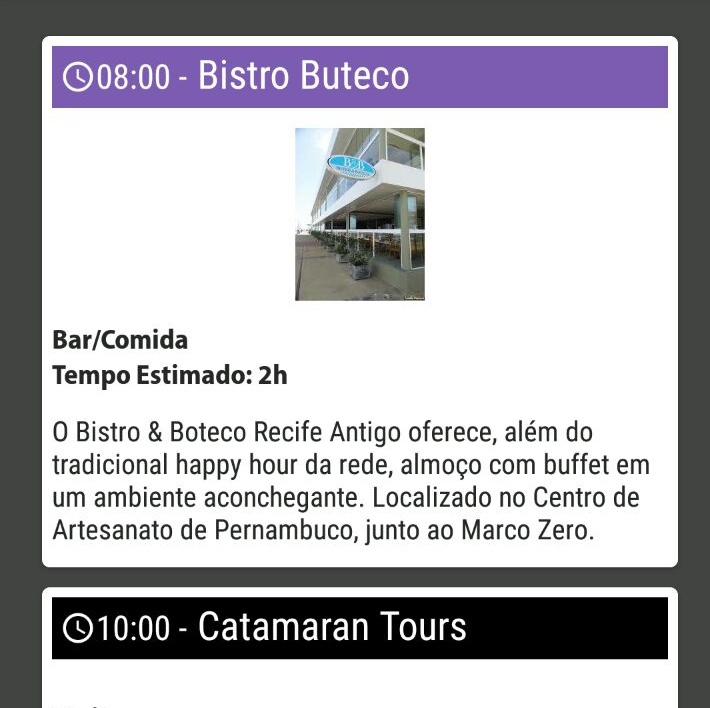 08:00 - Bistro Buteco
B&B
Bar/Comida
Tempo Estimado: 2h
O Bistro & Boteco Recife Antigo oferece, além do
tradicional happy hour da rede, almoço com buffet em
um ambiente aconchegante. Localizado no Centro de
Artesanato de Pernambuco, junto ao Marco Zero.
10:00 - Catamaran Tours